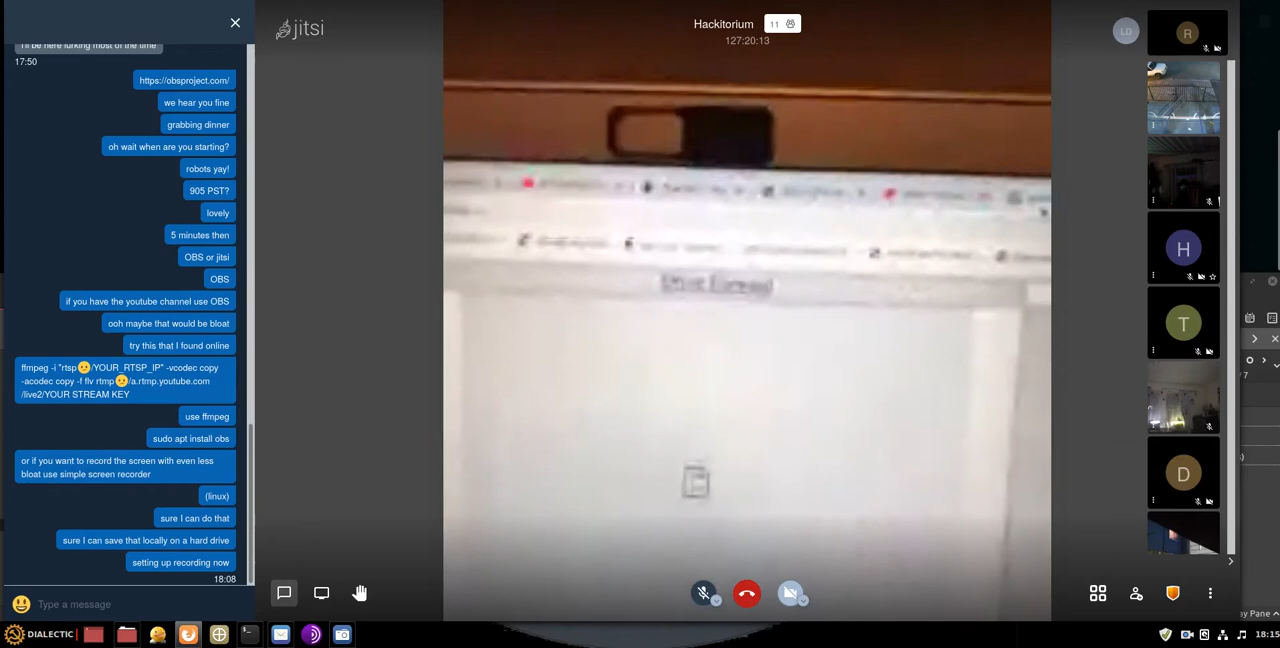 I'll be here lurking most of the time
17:50
https://obsproject.com/
we hear you fine
grabbing dinner
oh wait when are you starting?
robots yay!
905 PST?
lovely
5 minutes then
OBS or jitsi
OBS
if you have the youtube channel use OBS
ooh maybe that would be bloat
try this that I found online
ffmpeg -i "rtsp😕/YOUR_RTSP_IP" -vcodec copy
-acodec copy -f flv rtmp😕/a.rtmp.youtube.com
/live2/YOUR STREAM KEY
use ffmpeg
sudo apt install obs
or if you want to record the screen with even less
bloat use simple screen recorder
(linux)
sure I can do that
sure I can save that locally on a hard drive
setting up recording now
18:08
Type a message
jitsi
Hackitorium 11
127:20:13
LD
R
H
T
D
/ 7
ay Pane
DIALECTIC
18:15